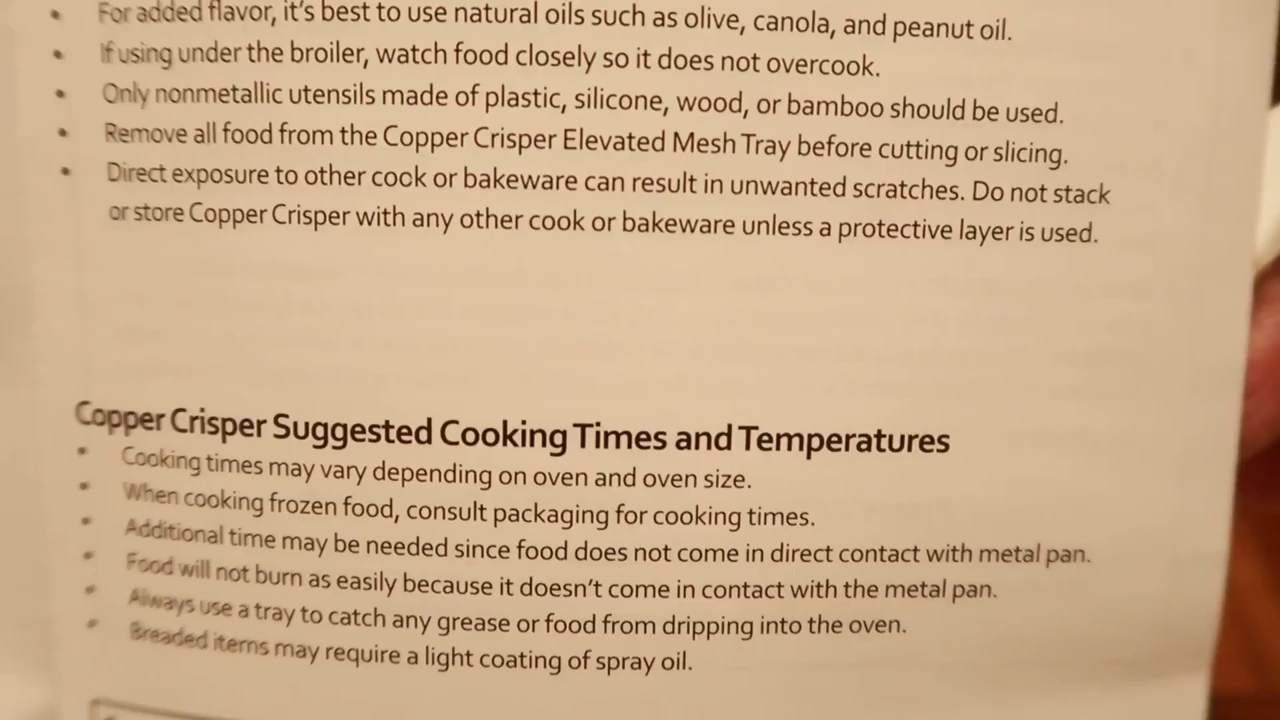 • For added flavor, it's best to use natural oils such as olive, canola, and peanut oil.
• If using under the broiler, watch food closely so it does not overcook.
• Only nonmetallic utensils made of plastic, silicone, wood, or bamboo should be used.
• Remove all food from the Copper Crisper Elevated Mesh Tray before cutting or slicing.
• Direct exposure to other cook or bakeware can result in unwanted scratches. Do not stack
or store Copper Crisper with any other cook or bakeware unless a protective layer is used.
Copper Crisper Suggested Cooking Times and Temperatures
• Cooking times may vary depending on oven and oven size.
• When cooking frozen food, consult packaging for cooking times.
• Additional time may be needed since food does not come in direct contact with metal pan.
• Food will not burn as easily because it doesn't come in contact with the metal pan.
• Always use a tray to catch any grease or food from dripping into the oven.
• Breaded items may require a light coating of spray oil.